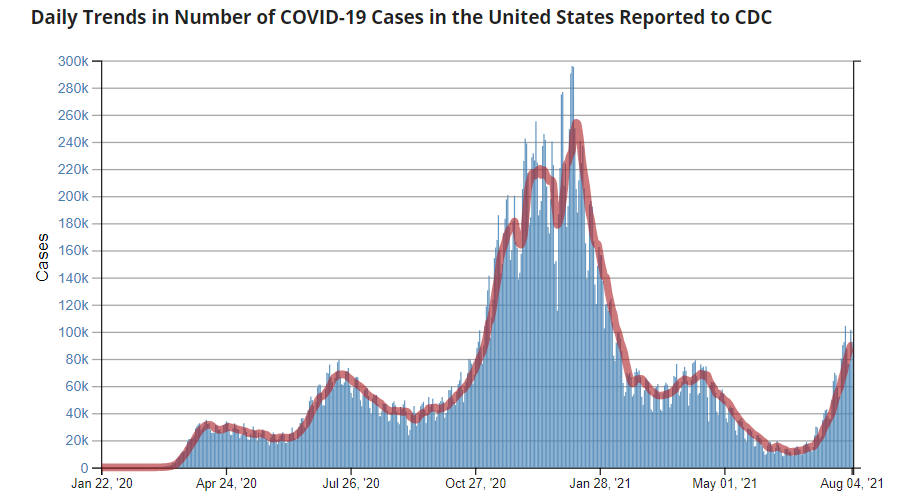 Daily Trends in Number of COVID-19 Cases in the United States Reported to CDC
300k
280k
260k
240k
220k
200k
180k
160k
140k
120k
100k
80k
60k
40k
20k
0
Cases
Jan 22, '20
Apr 24, '20
Jul 26, '20
Oct 27, '20
Jan 28, '21
May 01, '21
Aug 04, '21